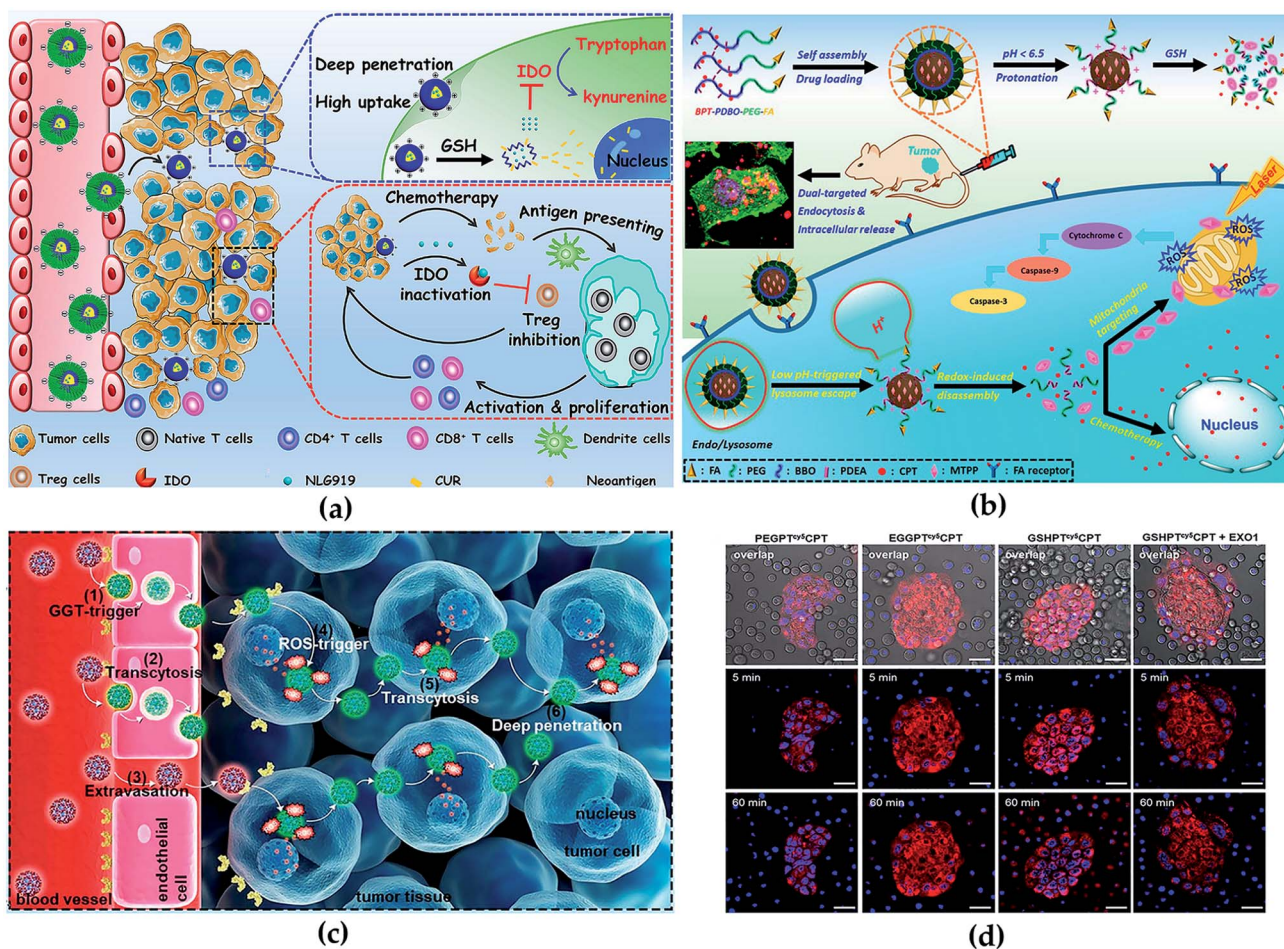 Deep penetration
High uptake
GSH
Tryptophan
IDO
kynurenine
Nucleus
Chemotherapy
Antigen presenting
IDO
inactivation
Treg
inhibition
Activation & proliferation
Tumor cells
Native T cells
CD4⁺ T cells
CD8⁺ T cells
Dendrite cells
Treg cells
IDO
NLG919
CUR
Neoantigen
(a)
BPT-PDBO-PEG-FA
Self assembly
Drug loading
pH < 6.5
Protonation
GSH
Tumor
Dual-targeted
Endocytosis &
Intracellular release
Laser
ROS
ROS
ROS
Cytochrome C
Caspase-9
Caspase-3
Mitochondria
targeting
H⁺
Low pH-triggered
lysosome escape
Redox-induced
disassembly
Chemotherapy
Nucleus
Endo/Lysosome
: FA
: PEG
: BBO
: PDEA
: CPT
: MTPP
: FA receptor
(b)
(1)
GGT-trigger
(2)
Transcytosis
(3)
Extravasation
(4)
ROS-trigger
(5)
Transcytosis
(6)
Deep penetration
nucleus
tumor cell
endothelial
cell
blood vessel
tumor tissue
(c)
PEGPTᶜʸ⁵CPT
EGGPTᶜʸ⁵CPT
GSHPTᶜʸ⁵CPT
GSHPTᶜʸ⁵CPT + EXO1
overlap
overlap
overlap
overlap
5 min
5 min
5 min
5 min
60 min
60 min
60 min
60 min
(d)